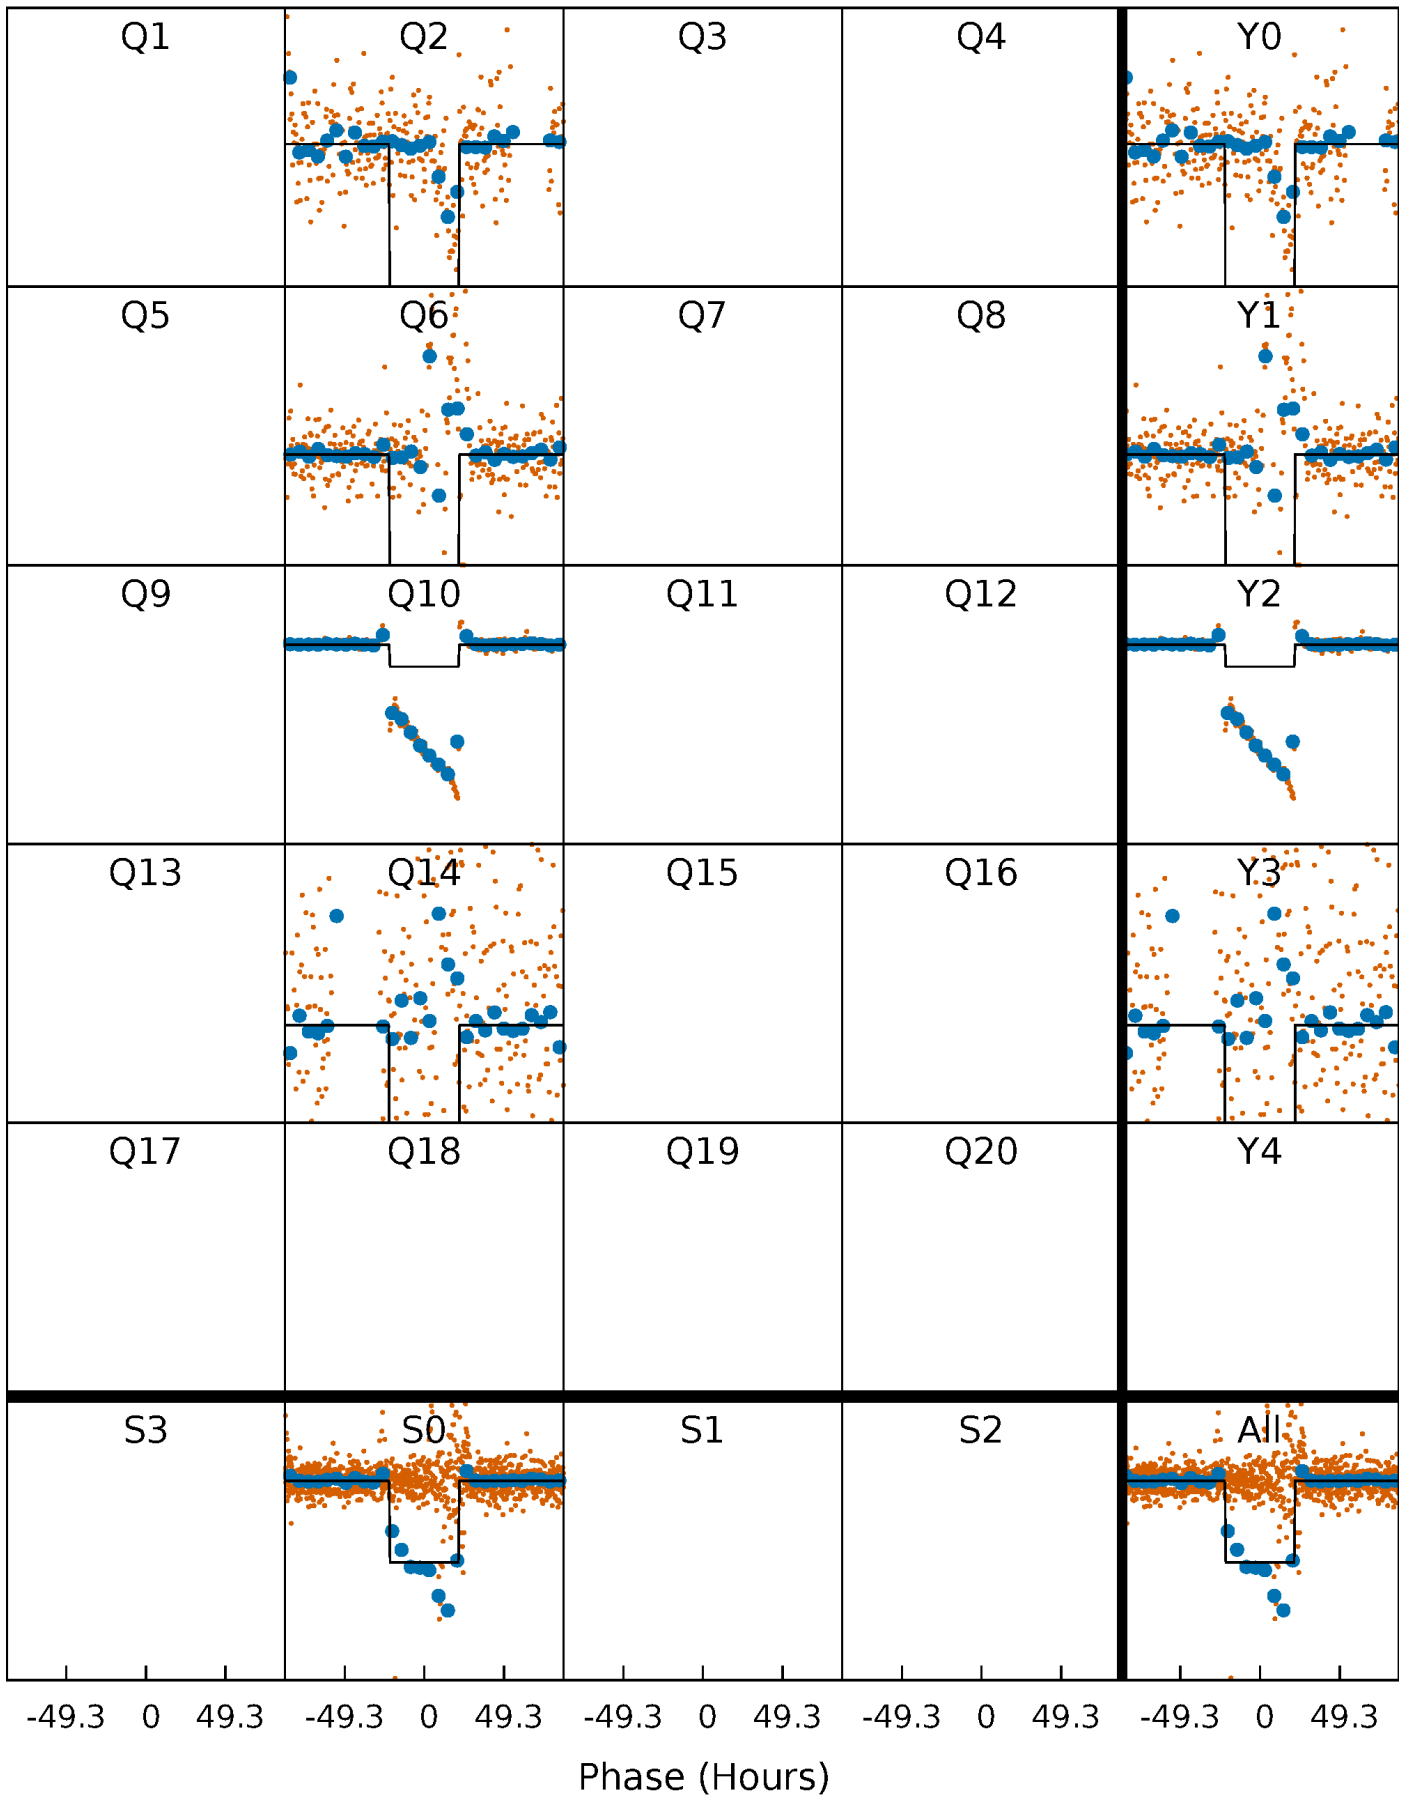 Q1 Q2 Q3 Q4 Y0
Q5 Q6 Q7 Q8 Y1
Q9 Q10 Q11 Q12 Y2
Q13 Q14 Q15 Q16 Y3
Q17 Q18 Q19 Q20 Y4
S3 S0 S1 S2 All
-49.3 0 49.3 -49.3 0 49.3 -49.3 0 49.3 -49.3 0 49.3 -49.3 0 49.3
Phase (Hours)